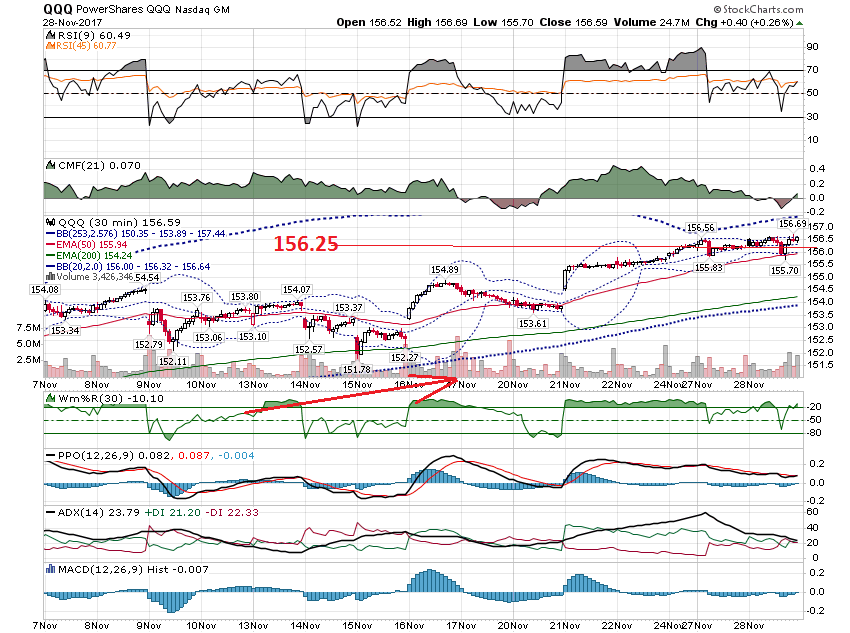 QQQ PowerShares QQQ Nasdaq GM © StockCharts.com
28-Nov-2017 Open 156.52 High 156.69 Low 155.70 Close 156.59 Volume 24.7M Chg +0.40 (+0.26%)
RSI(9) 60.49
RSI(45) 60.77
90
70
50
30
10
CMF(21) 0.070
0.4
0.2
0.0
-0.2
QQQ (30 min) 156.59
BB(253,2.576) 150.35 - 153.89 - 157.44
EMA(50) 155.94
EMA(200) 154.24
BB(20,2.0) 156.00 - 156.32 - 156.64
Volume 3,426,346
156.25
154.08
153.34
154.54
152.79
152.11
153.76
153.06
153.80
153.10
154.07
152.57
153.37
151.78
152.27
154.89
153.61
156.56
155.83
156.69
155.70
157.0
156.5
156.0
155.5
155.0
154.5
154.0
153.5
153.0
152.5
152.0
151.5
7.5M
5.0M
2.5M
7Nov 8Nov 9Nov 10Nov 13Nov 14Nov 15Nov 16Nov 17Nov 20Nov 21Nov 22Nov 24Nov 27Nov 28Nov
Wm%R(30) -10.10
-20
-50
-80
PPO(12,26,9) 0.082, 0.087, -0.004
0.2
0.0
-0.2
ADX(14) 23.79 +DI 21.20 -DI 22.33
60
40
20
0
MACD(12,26,9) Hist -0.007
0.2
0.0
-0.2
7Nov 8Nov 9Nov 10Nov 13Nov 14Nov 15Nov 16Nov 17Nov 20Nov 21Nov 22Nov 24Nov 27Nov 28Nov